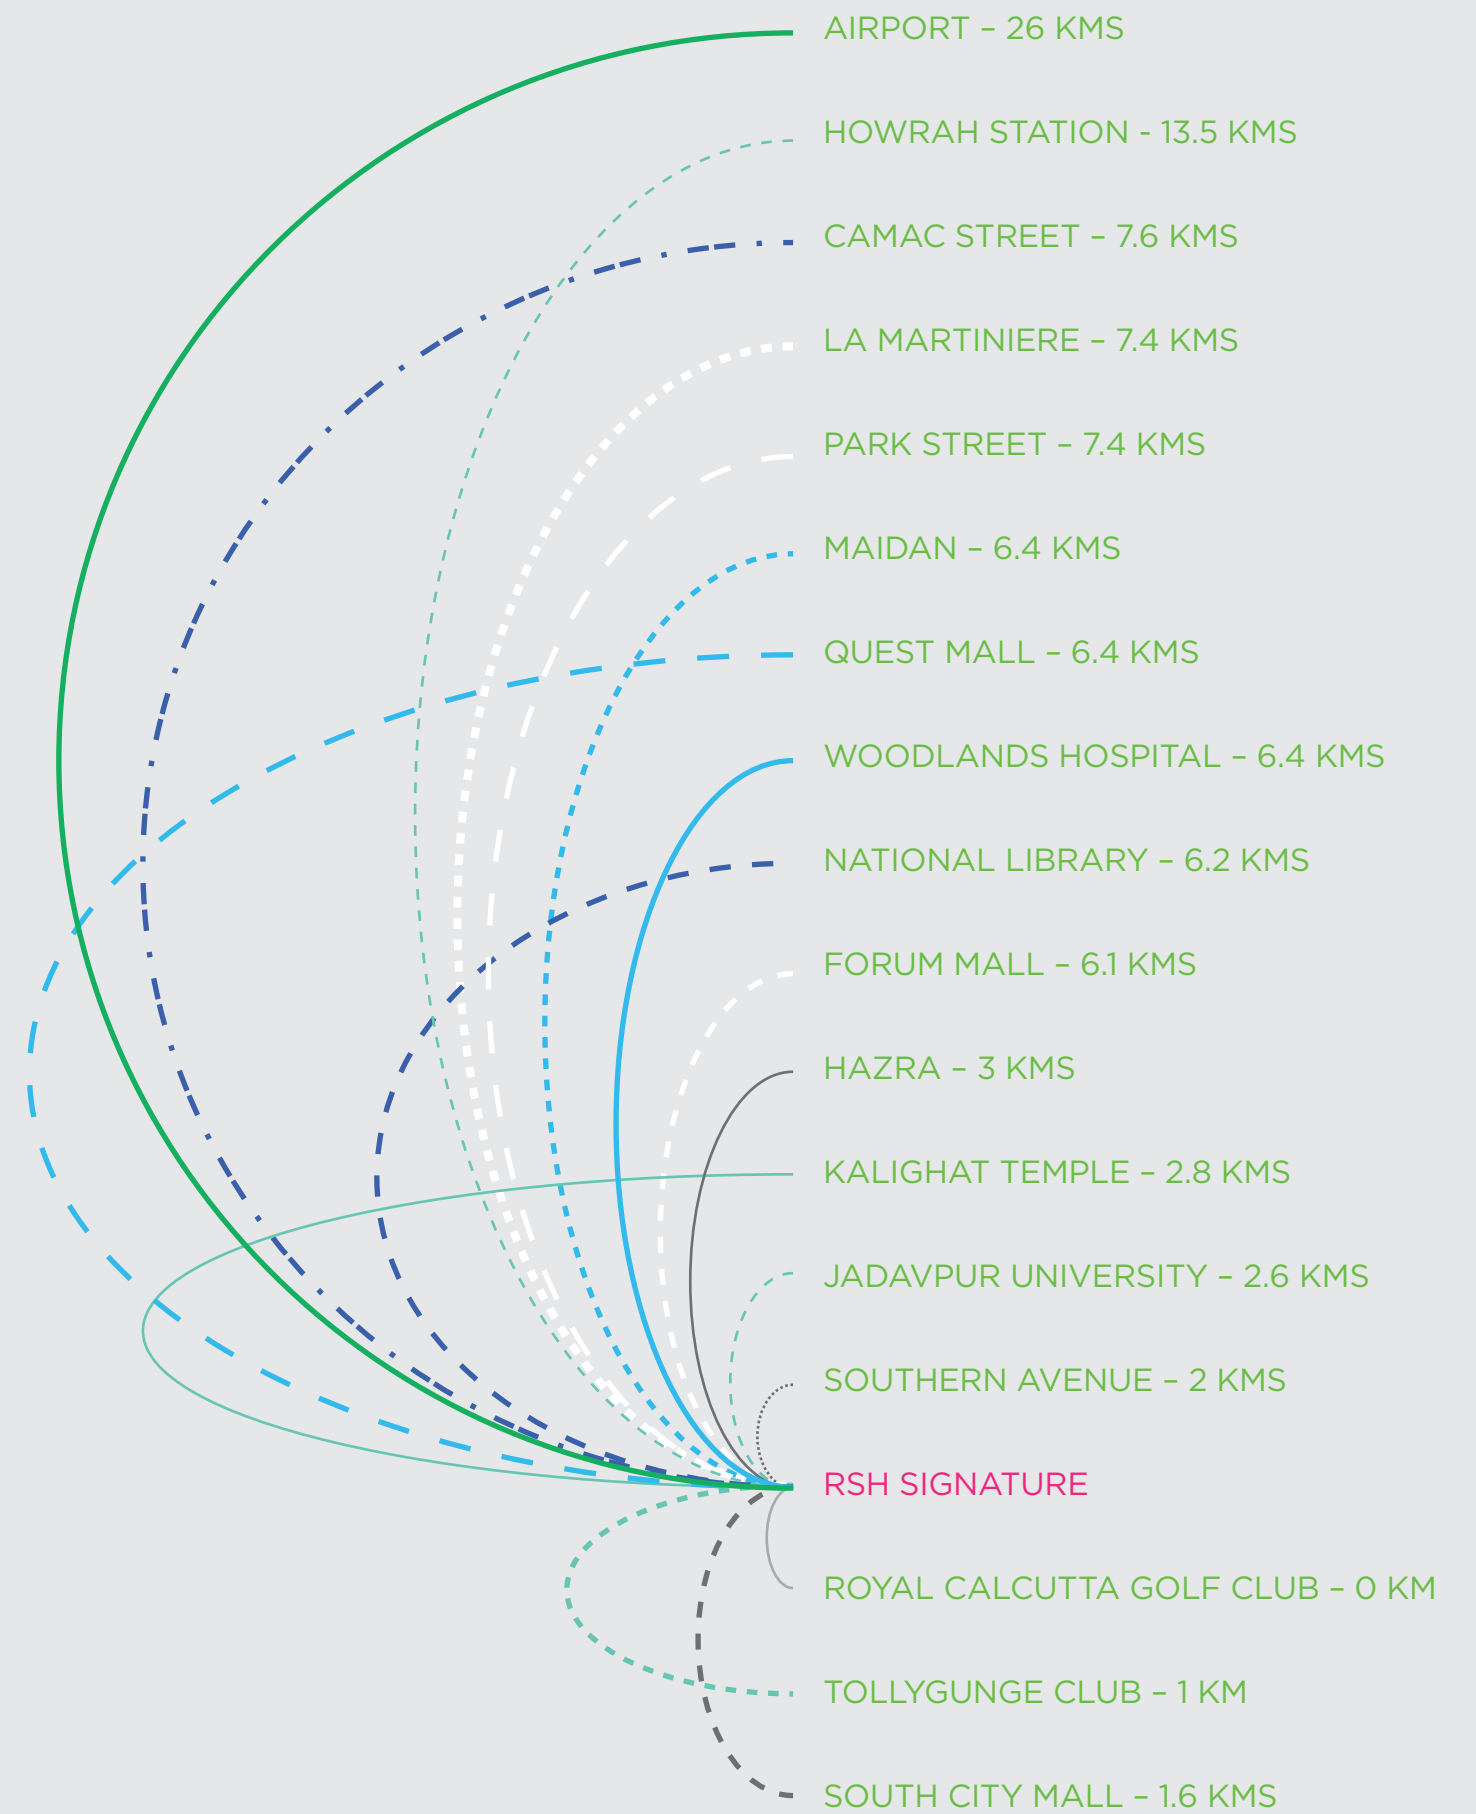 AIRPORT – 26 KMS
HOWRAH STATION - 13.5 KMS
CAMAC STREET – 7.6 KMS
LA MARTINIERE – 7.4 KMS
PARK STREET – 7.4 KMS
MAIDAN – 6.4 KMS
QUEST MALL – 6.4 KMS
WOODLANDS HOSPITAL – 6.4 KMS
NATIONAL LIBRARY – 6.2 KMS
FORUM MALL – 6.1 KMS
HAZRA – 3 KMS
KALIGHAT TEMPLE – 2.8 KMS
JADAVPUR UNIVERSITY – 2.6 KMS
SOUTHERN AVENUE – 2 KMS
RSH SIGNATURE
ROYAL CALCUTTA GOLF CLUB – 0 KM
TOLLYGUNGE CLUB – 1 KM
SOUTH CITY MALL – 1.6 KMS